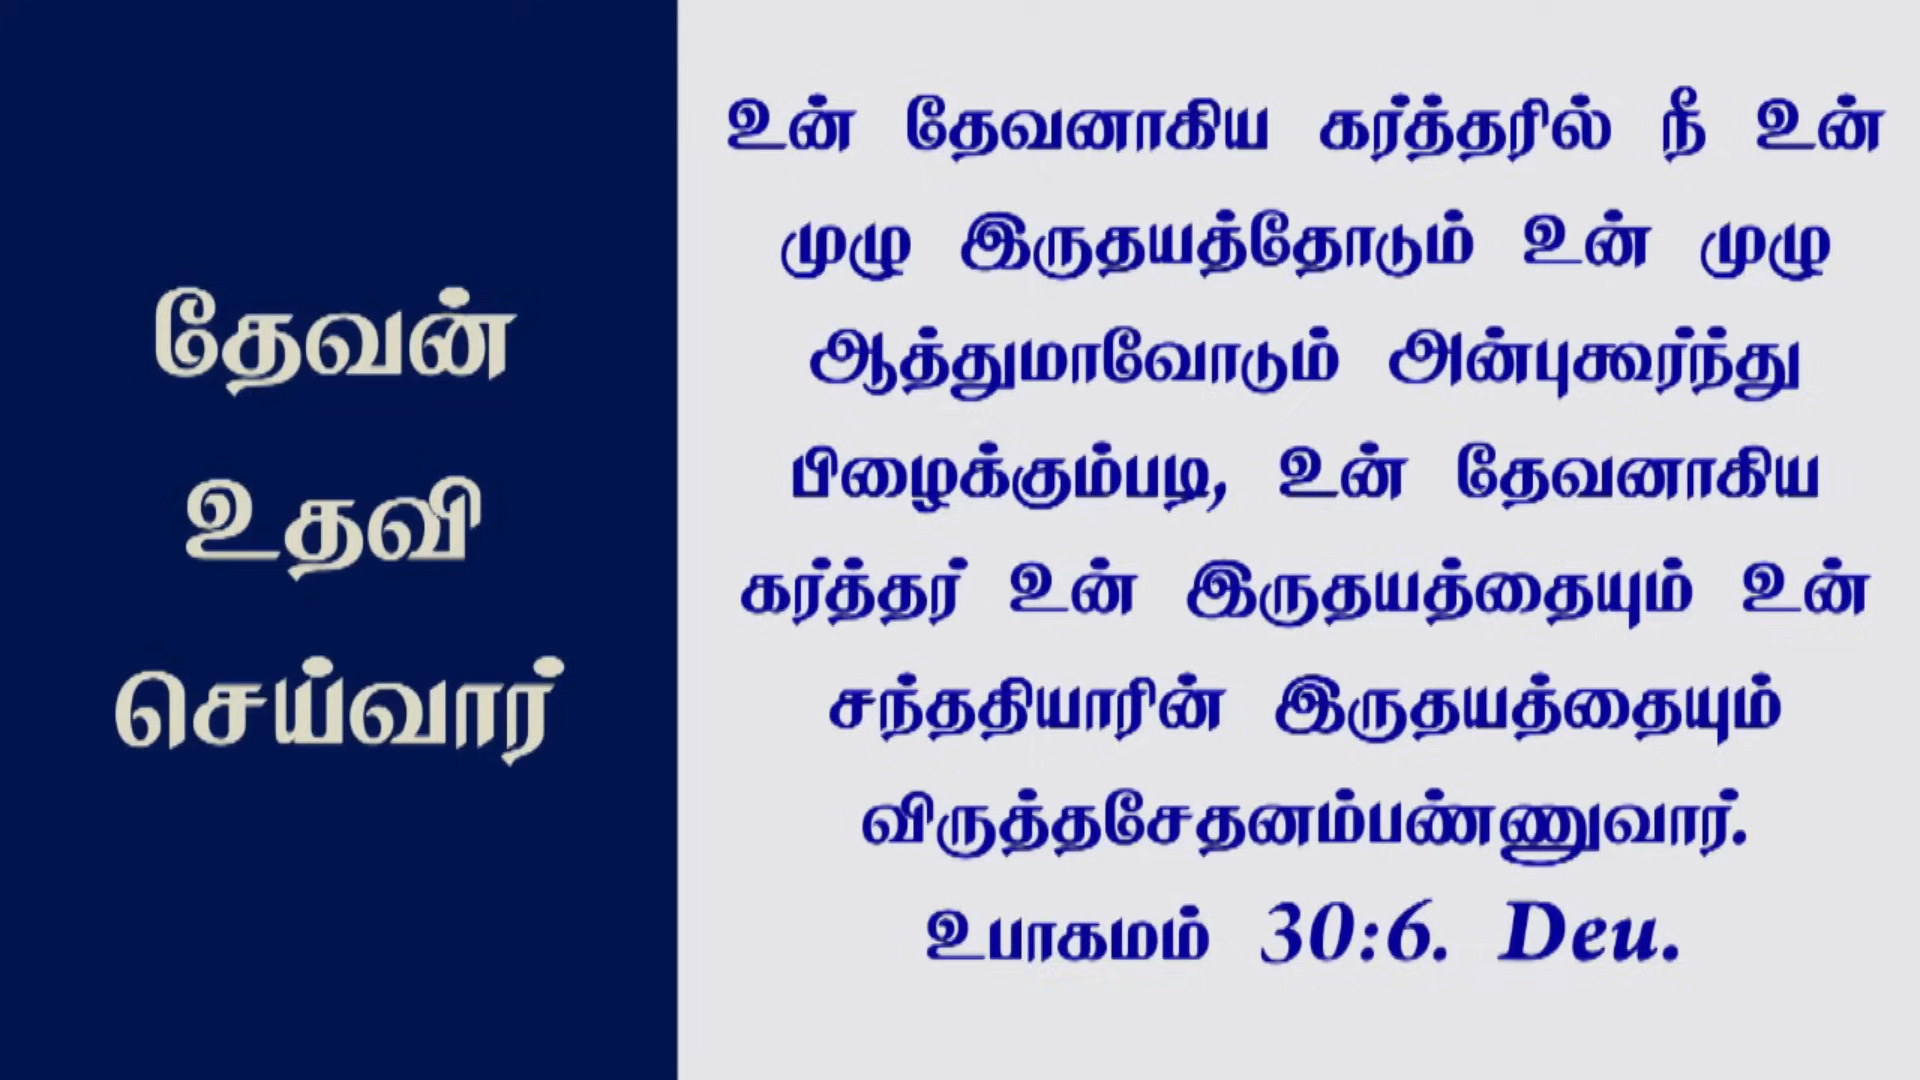 தேவன்
உதவி
செய்வார்
உன் தேவனாகிய கர்த்தரில் நீ உன்
முழு இருதயத்தோடும் உன் முழு
ஆத்துமாவோடும் அன்புகூர்ந்து
பிழைக்கும்படி, உன் தேவனாகிய
கர்த்தர் உன் இருதயத்தையும் உன்
சந்ததியாரின் இருதயத்தையும்
விருத்தசேதனம்பண்ணுவார்.
உபாகமம் 30:6. Deu.